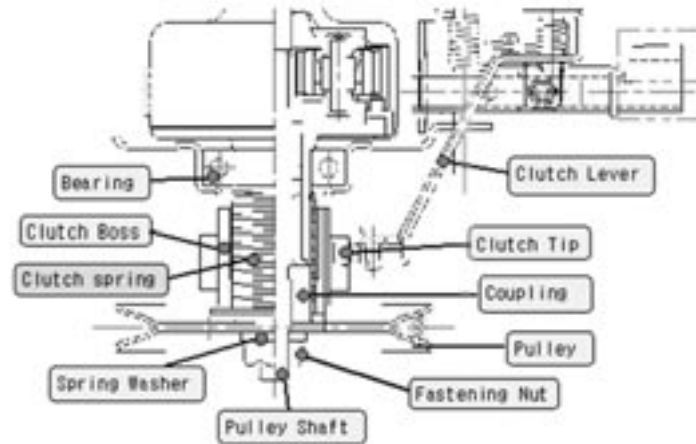 Bearing
Clutch Lever
Clutch Boss
Clutch Tip
Clutch spring
Coupling
Pulley
Spring Washer
Fastening Nut
Pulley Shaft